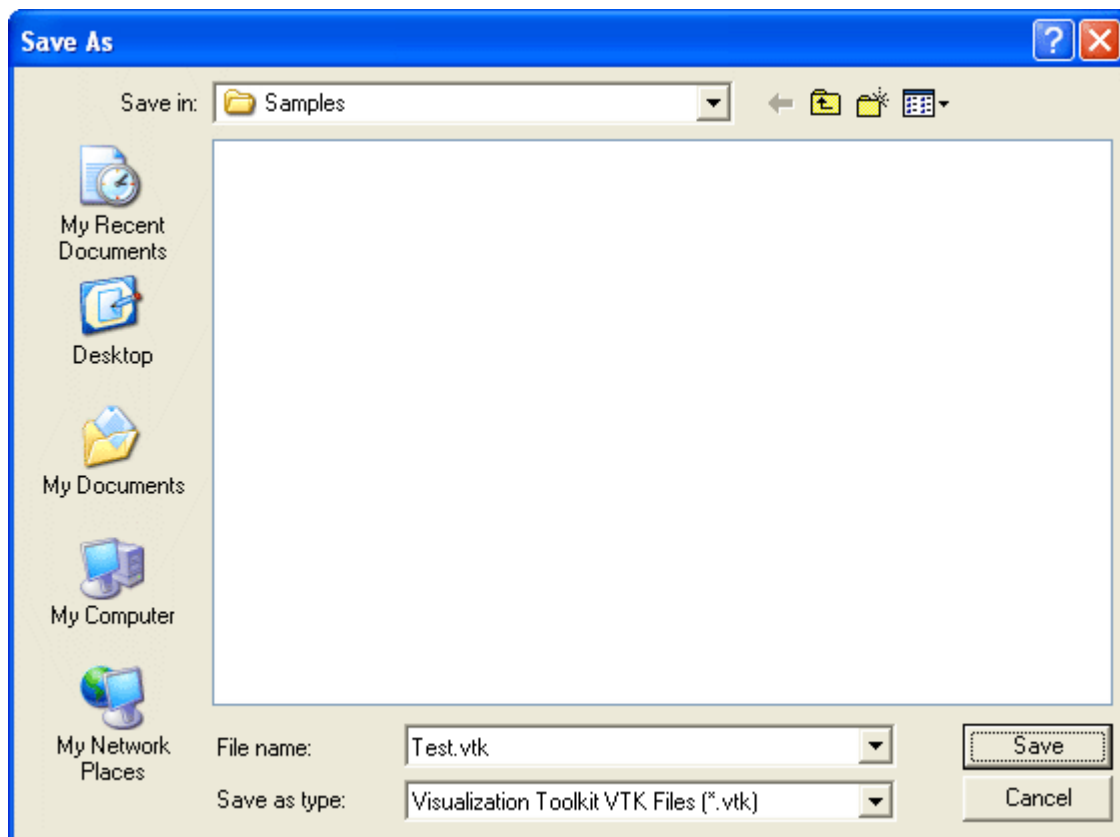 Save As
Save in: Samples
My Recent
Documents
Desktop
My Documents
My Computer
My Network
Places
File name: Test.vtk Save
Save as type: Visualization Toolkit VTK Files (*.vtk) Cancel